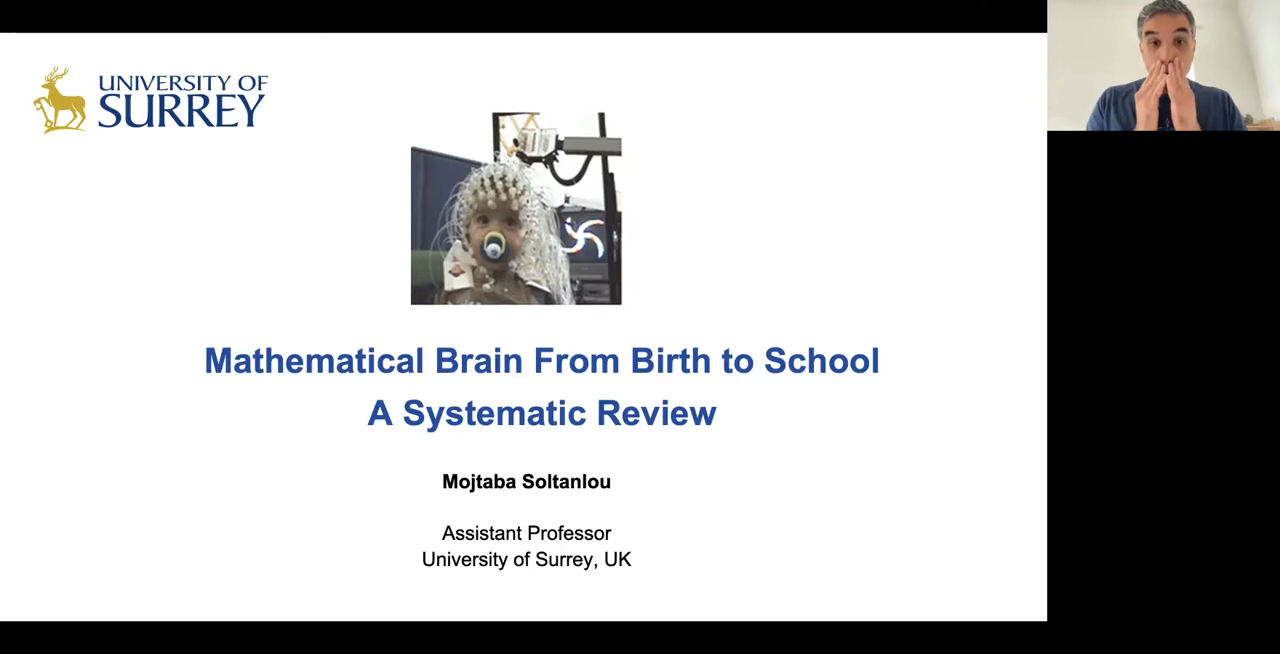 UNIVERSITY OF
SURREY
Mathematical Brain From Birth to School
A Systematic Review
Mojtaba Soltanlou
Assistant Professor
University of Surrey, UK